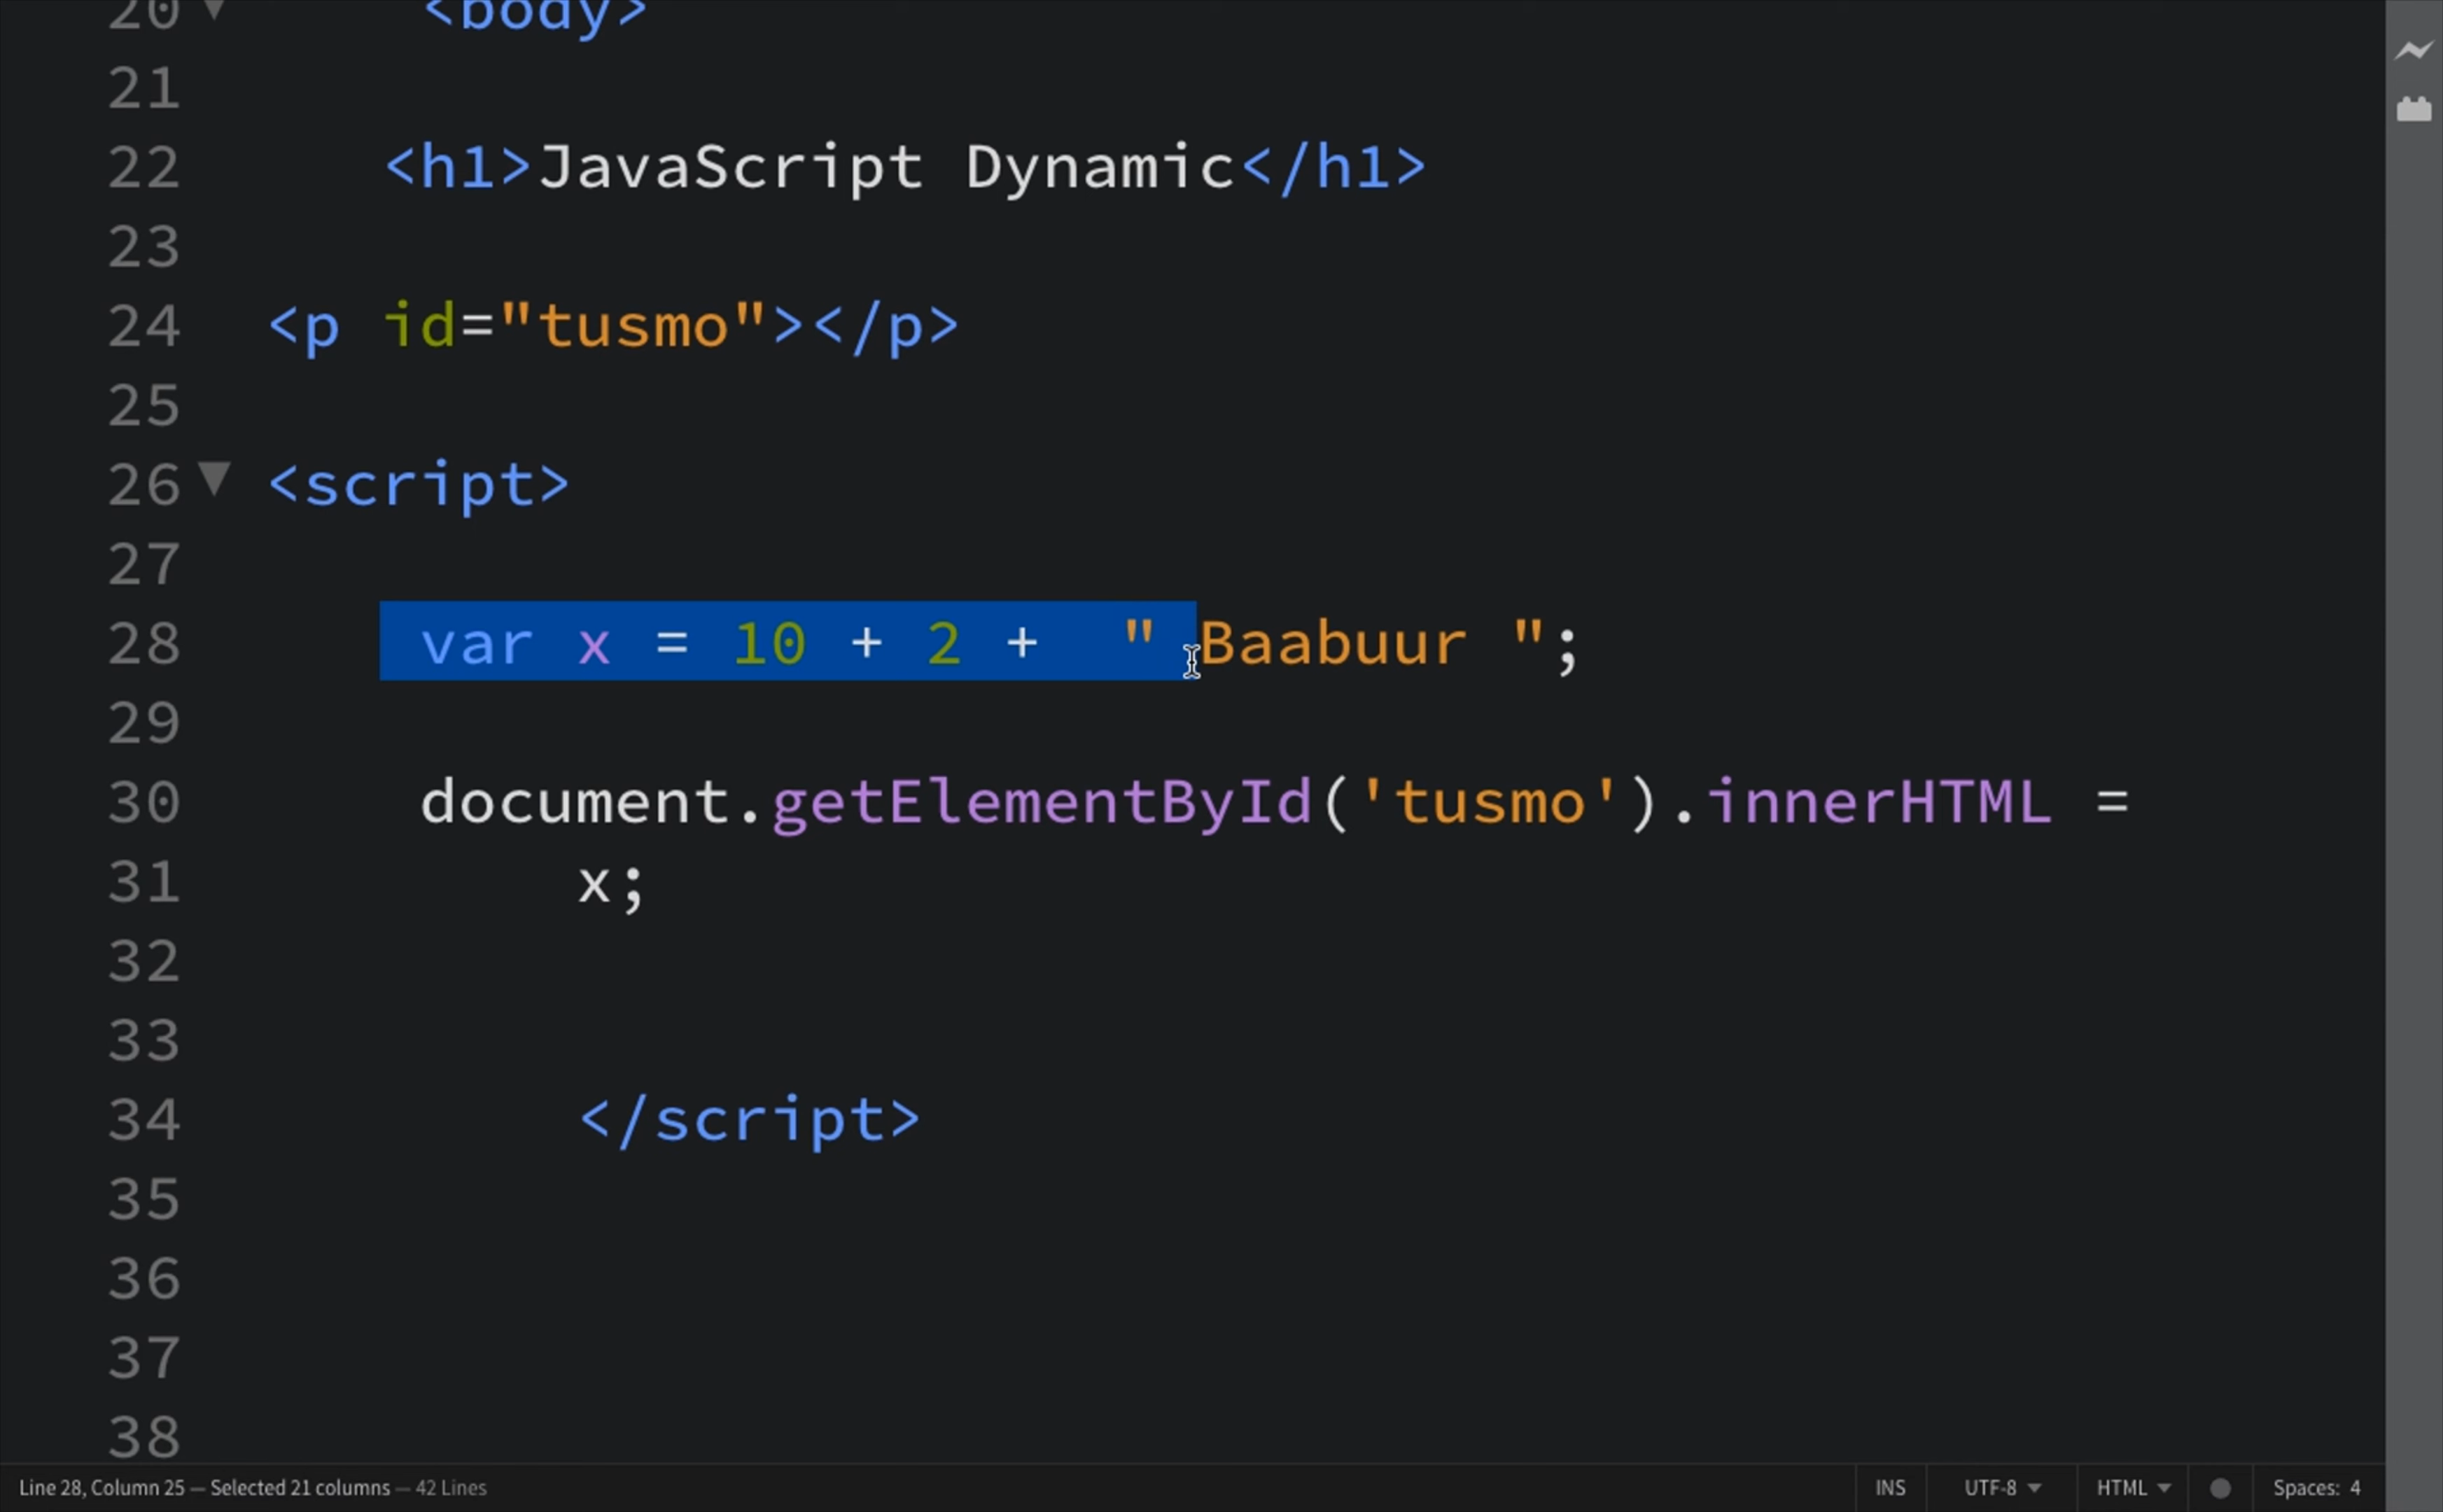 20 <body>
21
22 <h1>JavaScript Dynamic</h1>
23
24 <p id="tusmo"></p>
25
26 <script>
27
28 var x = 10 + 2 + " Baabuur ";
29
30 document.getElementById('tusmo').innerHTML =
31 x;
32
33
34 </script>
35
36
37
38
Line 28, Column 25 — Selected 21 columns — 42 Lines INS UTF-8 HTML Spaces: 4